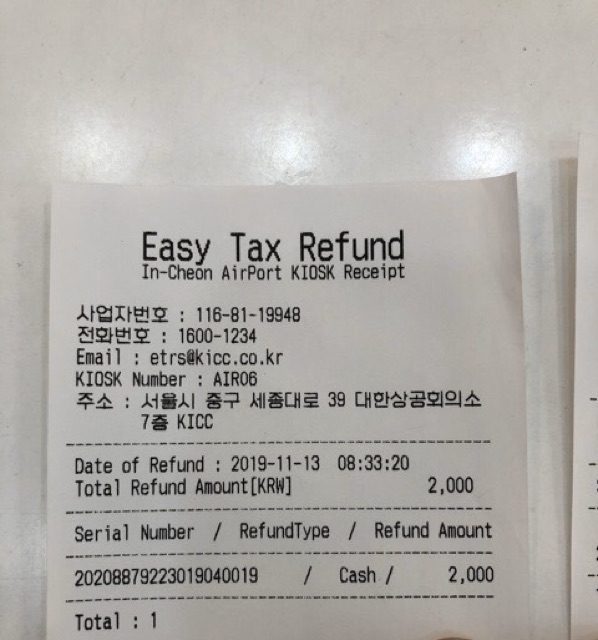 Easy Tax Refund
In-Cheon AirPort KIOSK Receipt
사업자번호 : 116-81-19948
전화번호 : 1600-1234
Email : etrs@kicc.co.kr
KIOSK Number : AIR06
주소 : 서울시 중구 세종대로 39 대한상공회의소
7층 KICC
Date of Refund : 2019-11-13 08:33:20
Total Refund Amount[KRW] 2,000
Serial Number / RefundType / Refund Amount
20208879223019040019 / Cash / 2,000
Total : 1